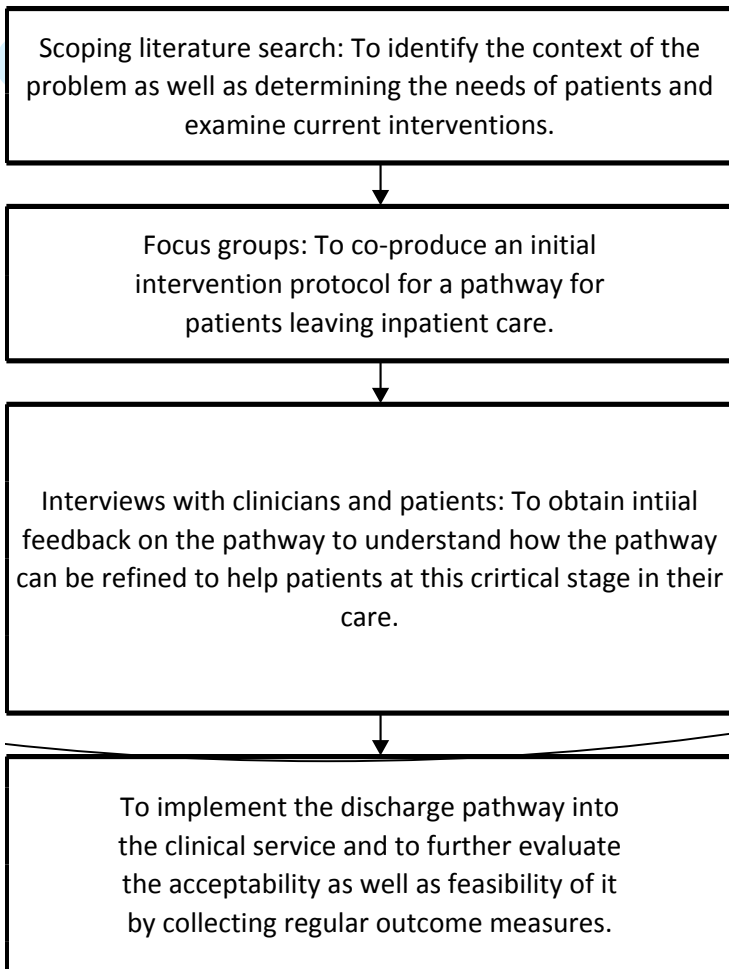 Scoping literature search: To identify the context of the
problem as well as determining the needs of patients and
examine current interventions.
Focus groups: To co-produce an initial
intervention protocol for a pathway for
patients leaving inpatient care.
Interviews with clinicians and patients: To obtain intiial
feedback on the pathway to understand how the pathway
can be refined to help patients at this crirtical stage in their
care.
To implement the discharge pathway into
the clinical service and to further evaluate
the acceptability as well as feasibility of it
by collecting regular outcome measures.